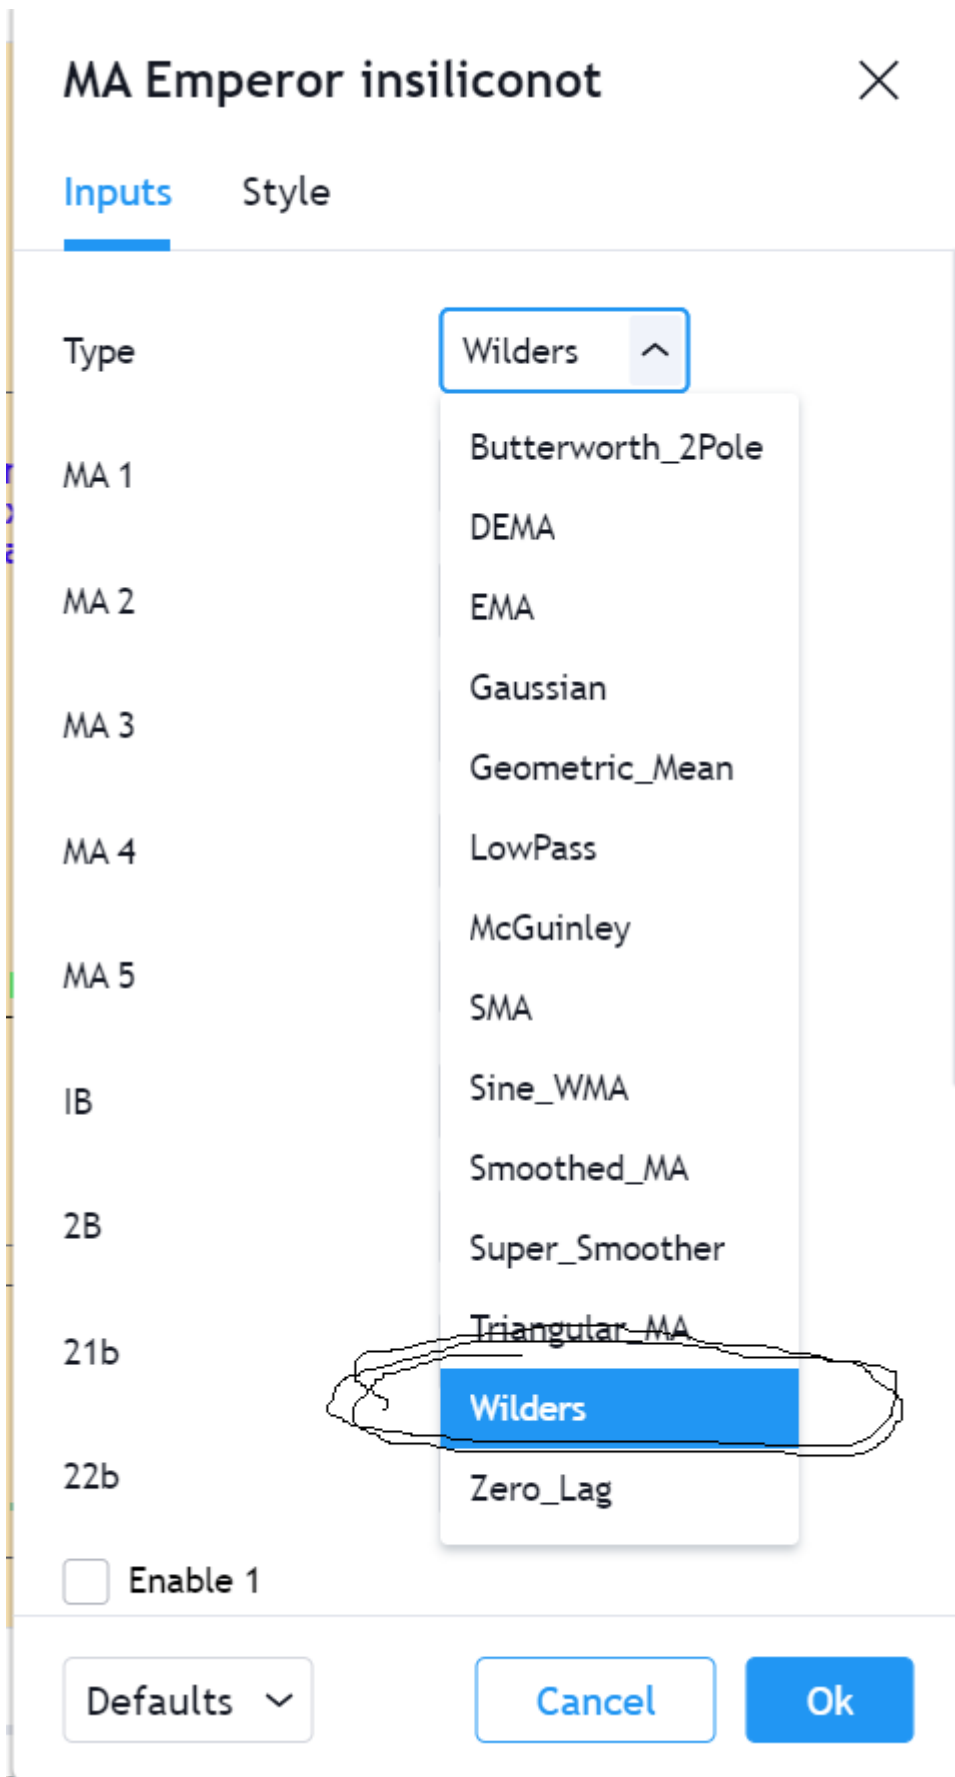 MA Emperor insiliconot
Inputs Style
Type Wilders
Butterworth_2Pole
MA 1
DEMA
MA 2 EMA
Gaussian
MA 3
Geometric_Mean
MA 4 LowPass
McGuinley
MA 5
SMA
IB Sine_WMA
Smoothed_MA
2B
Super_Smoother
21b Triangular_MA
Wilders
22b Zero_Lag
Enable 1
Defaults Cancel Ok